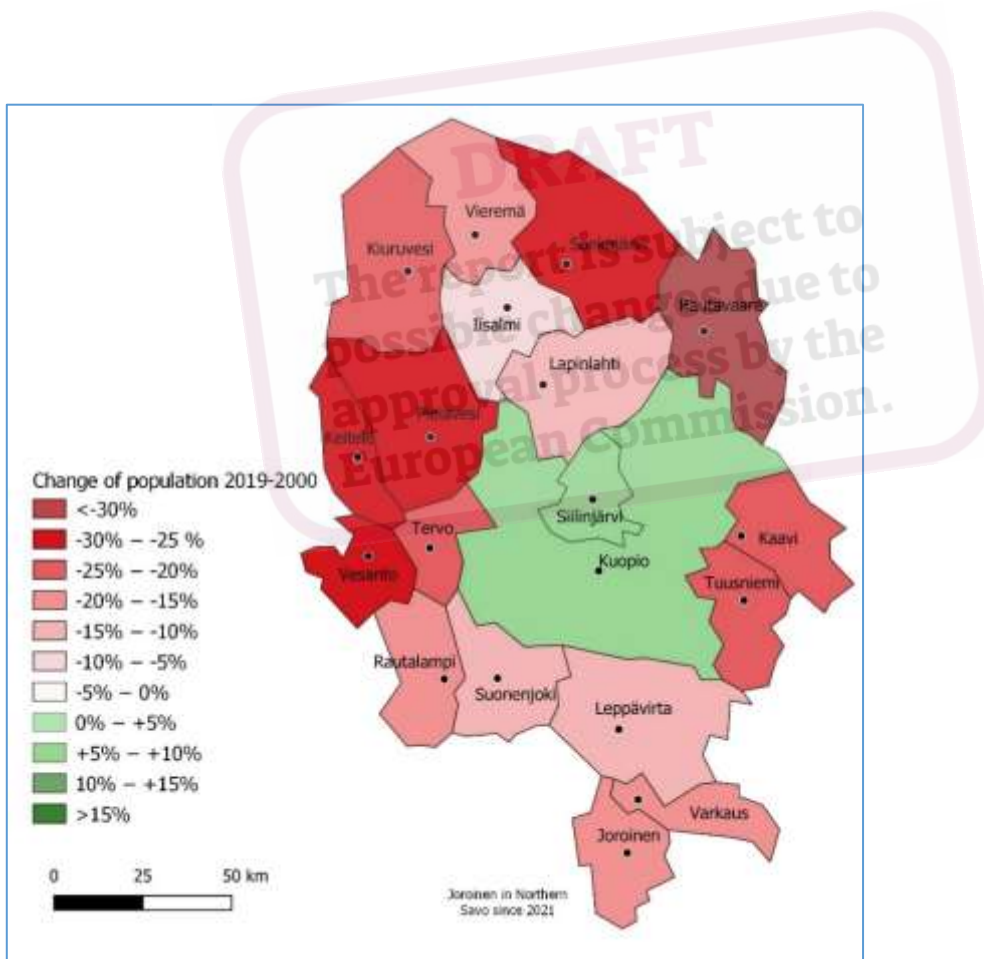 DRAFT
The report is subject to
possible changes due to
approval process by the
European Commission.
Vieremä
Kiuruvesi
Sonkajärvi
Rautavaara
Iisalmi
Lapinlahti
Pielavesi
Keitele
Change of population 2019-2000
<-30%
-30% – -25 %
-25% – -20%
-20% – -15%
-15% – -10%
-10% – -5%
-5% – 0%
0% – +5%
+5% – +10%
10% – +15%
>15%
Siilinjärvi
Tervo
Kaavi
Vesanto
Kuopio
Tuusniemi
Rautalampi
Suonenjoki
Leppävirta
Varkaus
Joroinen
0 25 50 km
Joroinen in Northern
Savo since 2021